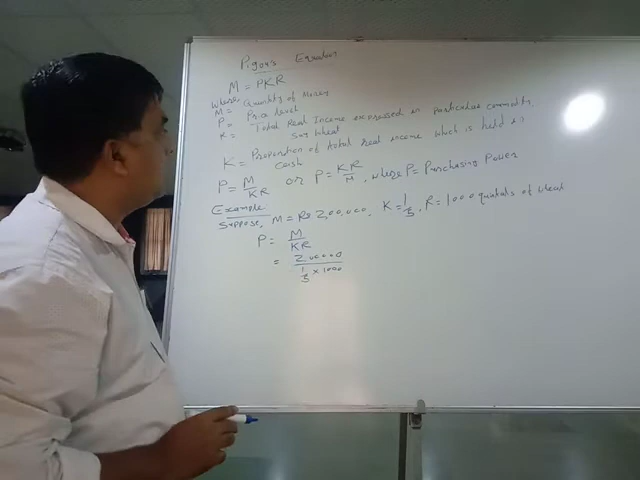 Pigou's Equation
M = PKR
Where, Quantity of Money
M =
P = Price Level
R = Total Real Income expressed in particular commodity,
say Wheat
K = Proportion of total real income which is held in
Cash
P = M/KR or P = KR/M, where P = Purchasing Power
Example
Suppose, M = Rs 2,00,000, K = 1/5, R = 1000 quintals of Wheat
P = M/KR
= 200000/(1/5 × 1000)